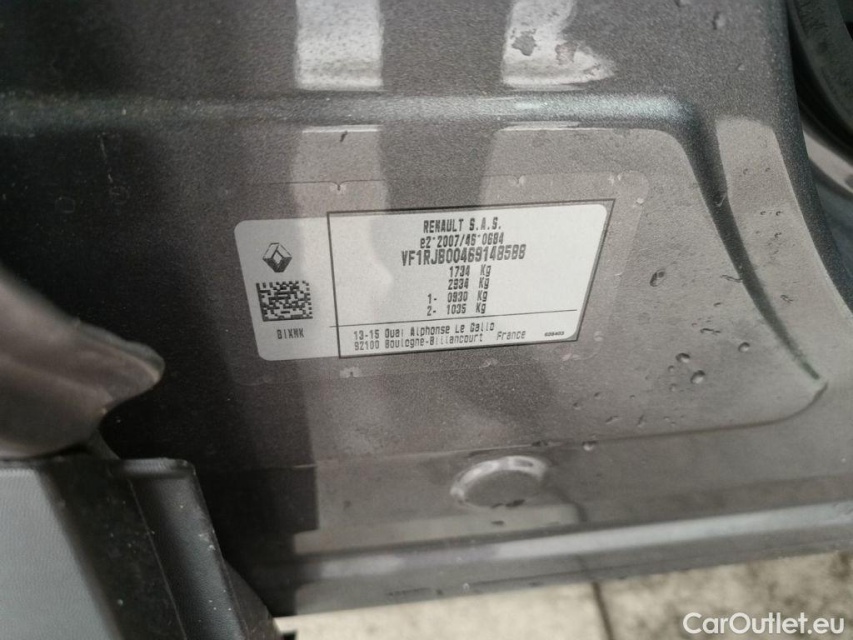 RENAULT S.A.S.
e2*2007/46*0684
VF1RJB00469148588
1734 Kg
2934 Kg
1- 0930 Kg
2- 1035 Kg
13-15 Quai Alphonse Le Gallo
92100 Boulogne-Billancourt France
CarOutlet.eu